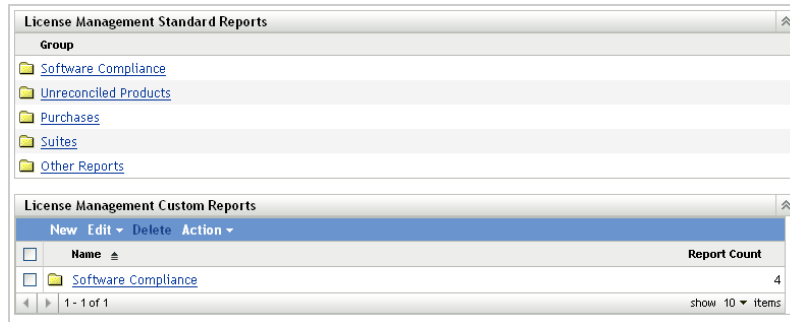 License Management Standard Reports
Group
Software Compliance
Unreconciled Products
Purchases
Suites
Other Reports
License Management Custom Reports
New Edit Delete Action
Name Report Count
Software Compliance 4
1 - 1 of 1 show 10 items